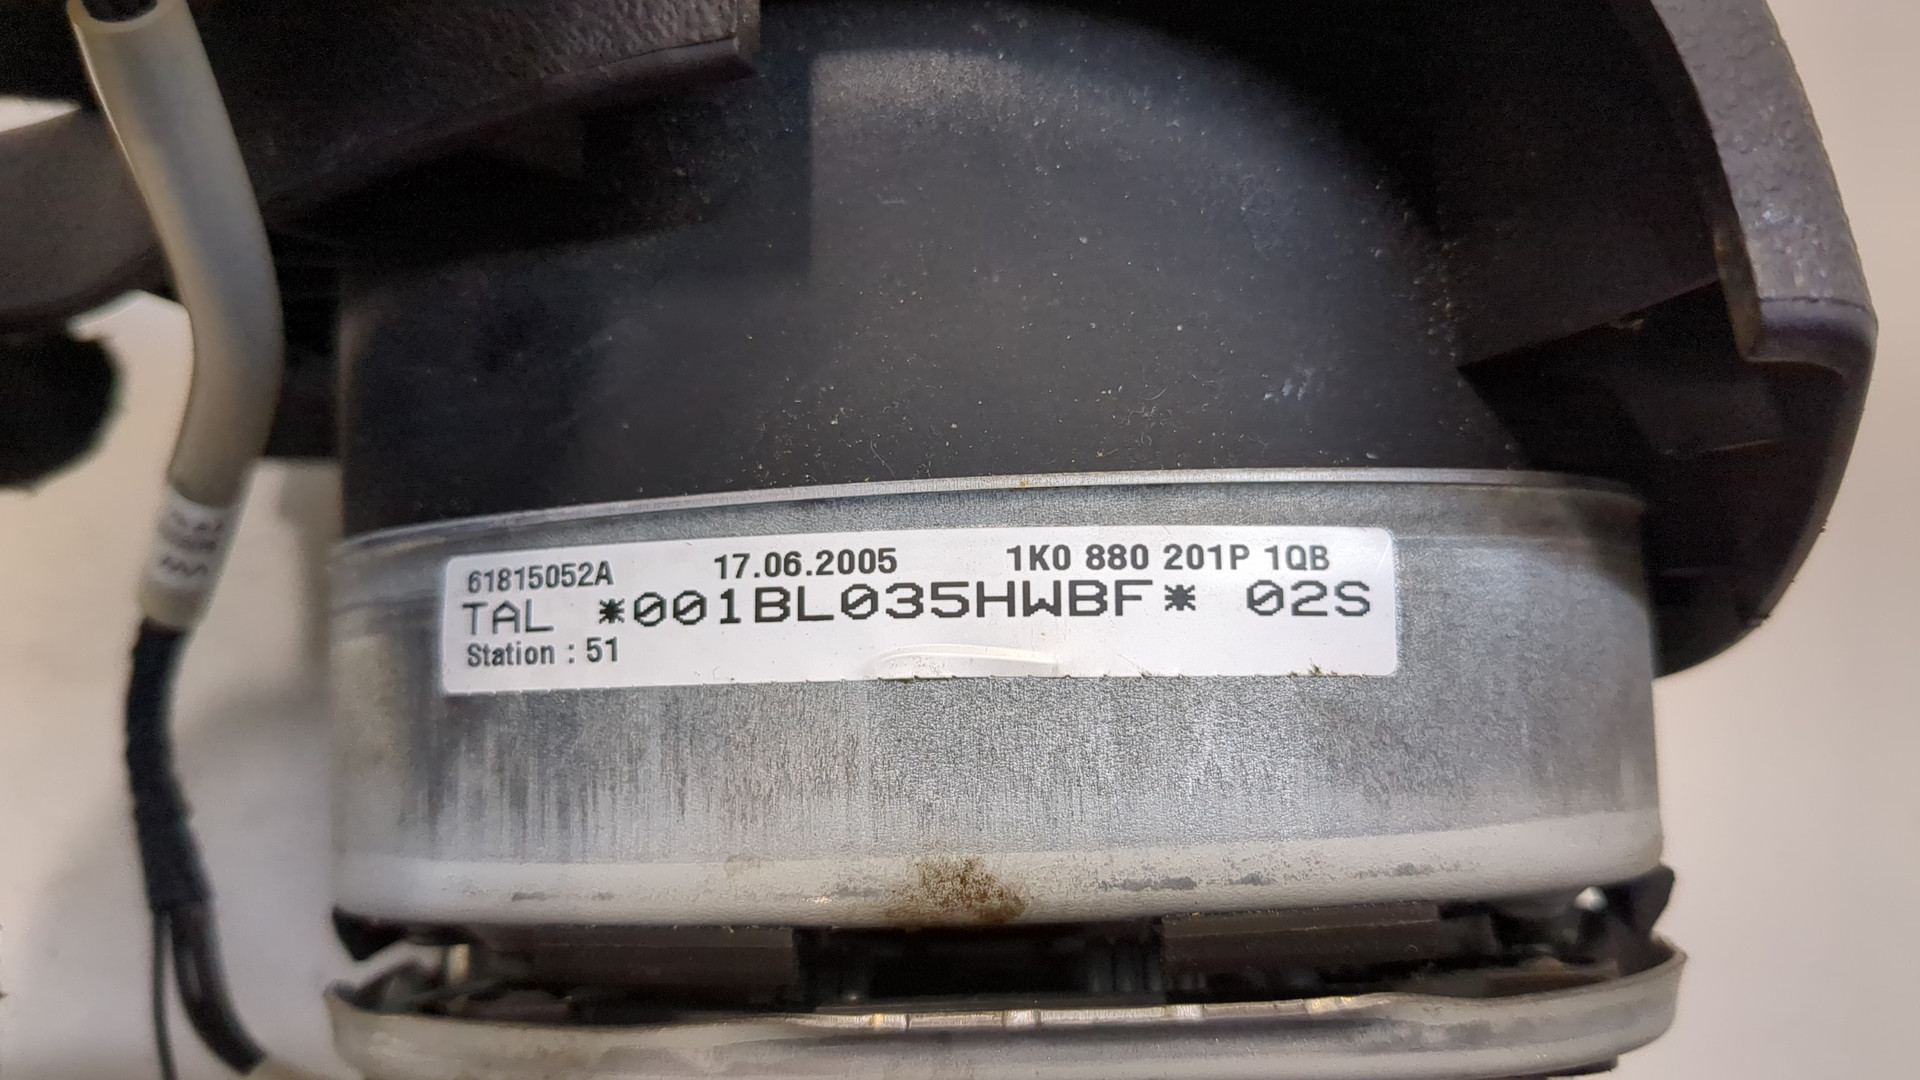 61815052A 17.06.2005 1K0 880 201P 1QB
TAL *001BL035HWBF* 02S
Station : 51